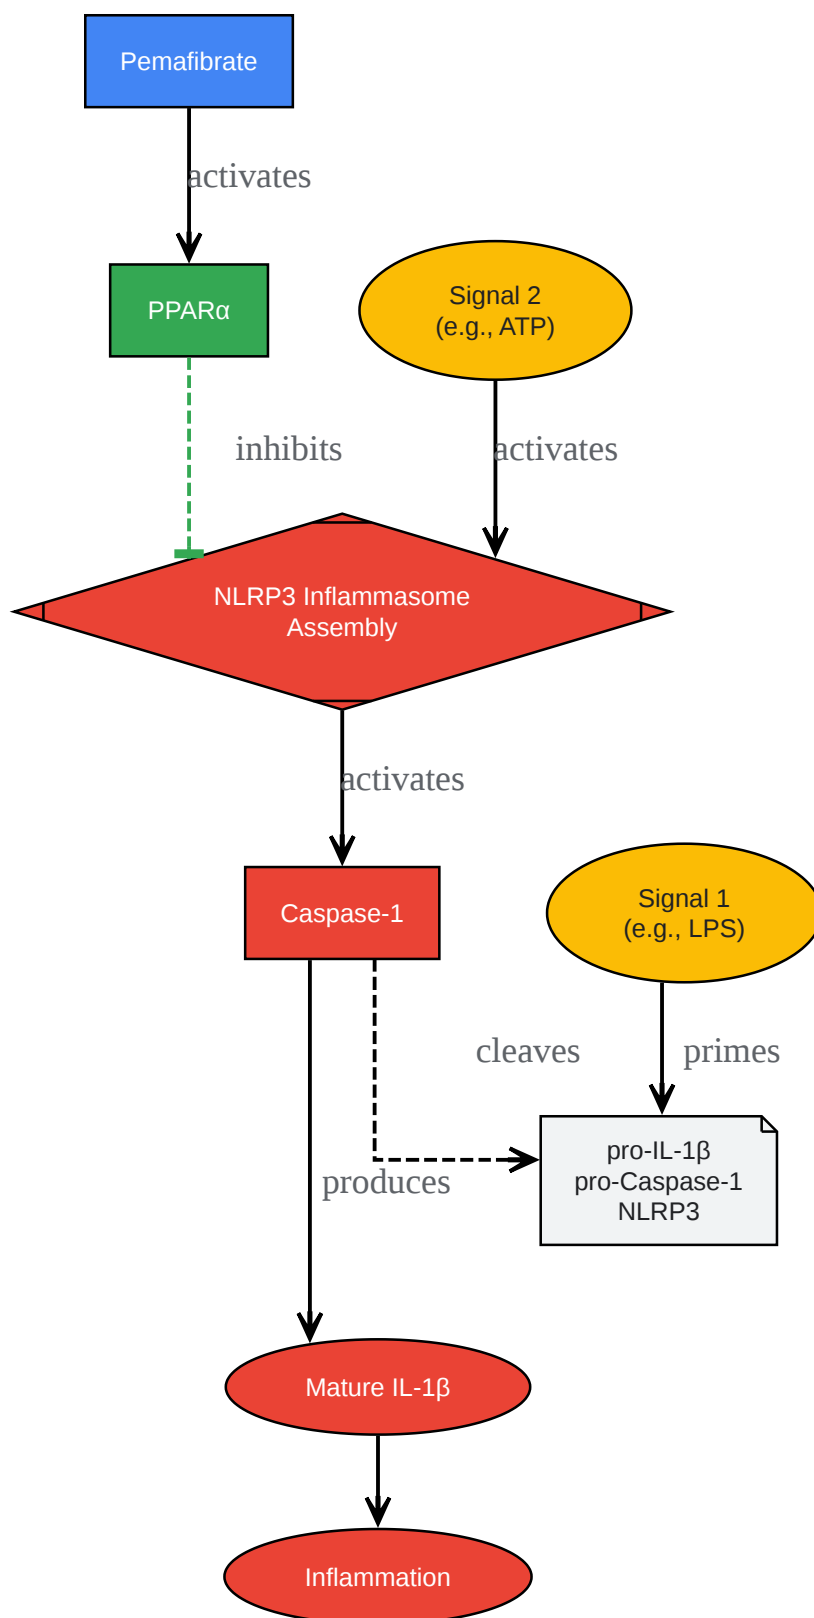 Pemafibrate
activates
PPARα
Signal 2
(e.g., ATP)
inhibits
activates
NLRP3 Inflammasome
Assembly
activates
Caspase-1
Signal 1
(e.g., LPS)
cleaves
primes
pro-IL-1β
pro-Caspase-1
NLRP3
produces
Mature IL-1β
Inflammation